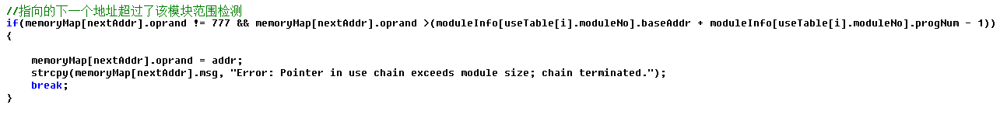 //指向的下一个地址超过了该模块范围检测
if(memoryMap[nextAddr].oprand != 777 && memoryMap[nextAddr].oprand >(moduleInfo[useTable[i].moduleNo].baseAddr + moduleInfo[useTable[i].moduleNo].progNum - 1))
{
memoryMap[nextAddr].oprand = addr;
strcpy(memoryMap[nextAddr].msg, "Error: Pointer in use chain exceeds module size; chain terminated.");
break;
}